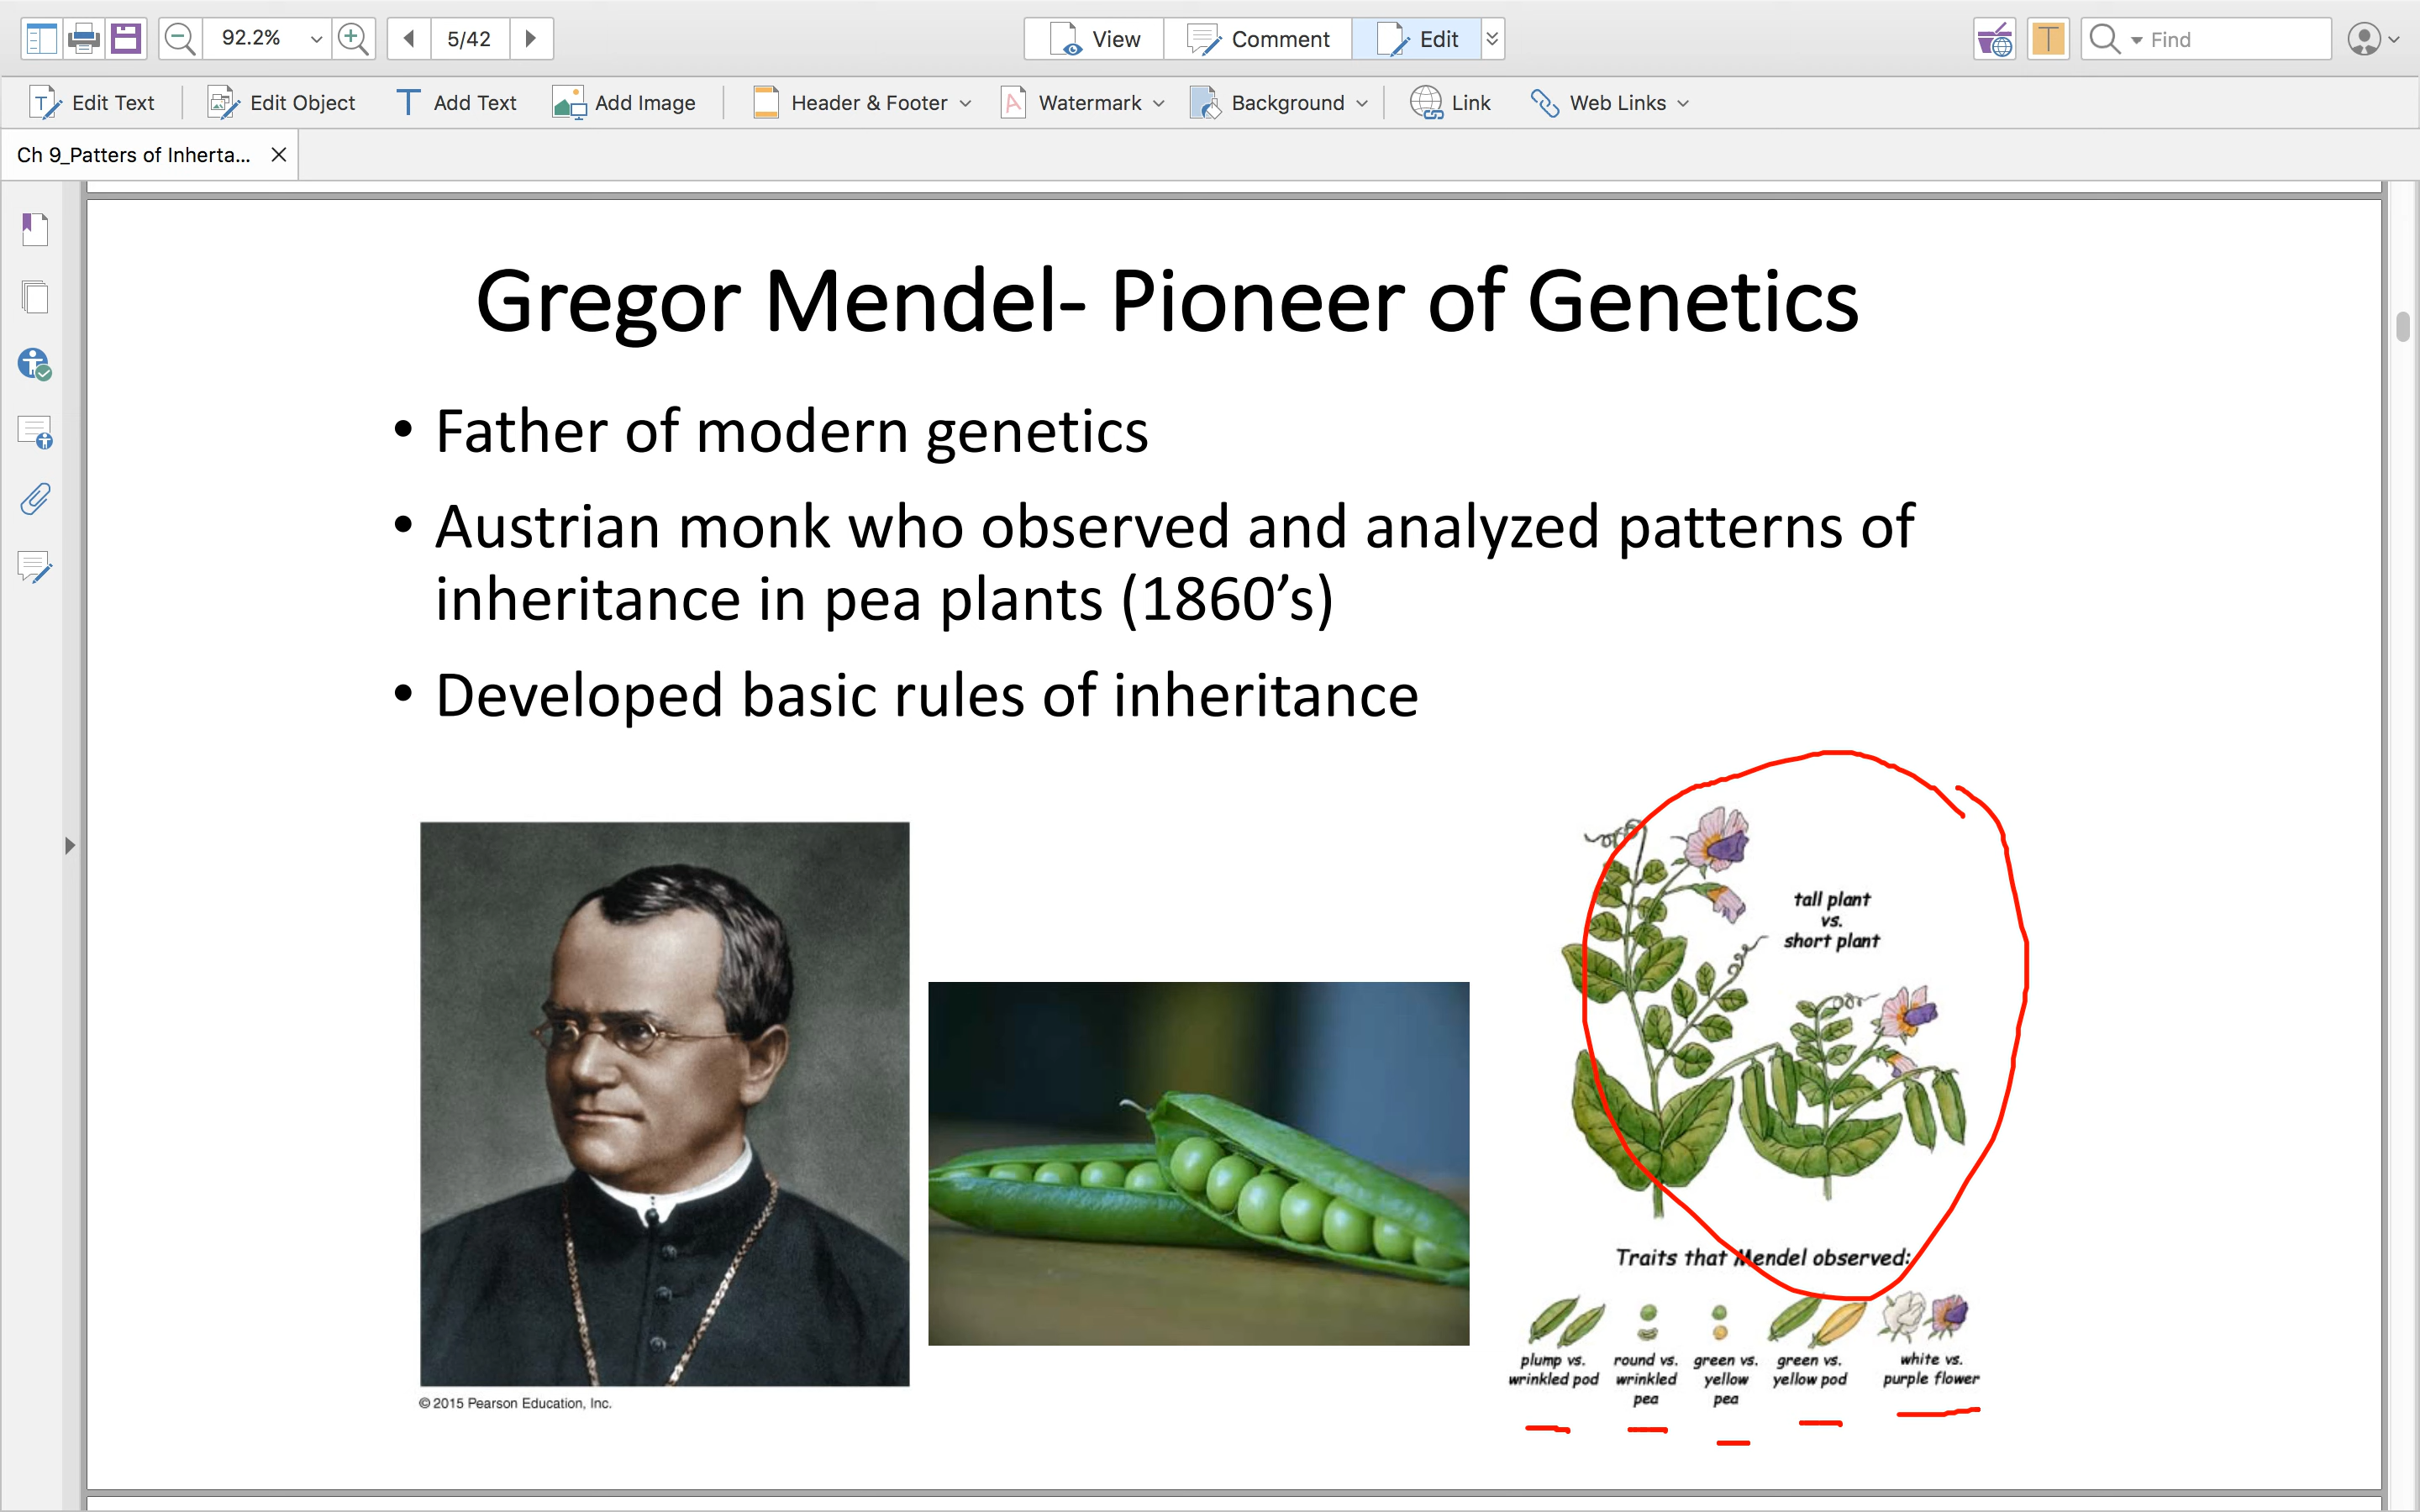 92.2%
5/42
View
Comment
Edit
Find
Edit Text
Edit Object
Add Text
Add Image
Header & Footer
Watermark
Background
Link
Web Links
Ch 9_Patters of Inherta...
Gregor Mendel- Pioneer of Genetics
• Father of modern genetics
• Austrian monk who observed and analyzed patterns of
inheritance in pea plants (1860’s)
• Developed basic rules of inheritance
© 2015 Pearson Education, Inc.
tall plant
vs.
short plant
Traits that Mendel observed:
plump vs.
wrinkled pod
round vs.
wrinkled
pea
green vs.
yellow
pea
green vs.
yellow pod
white vs.
purple flower